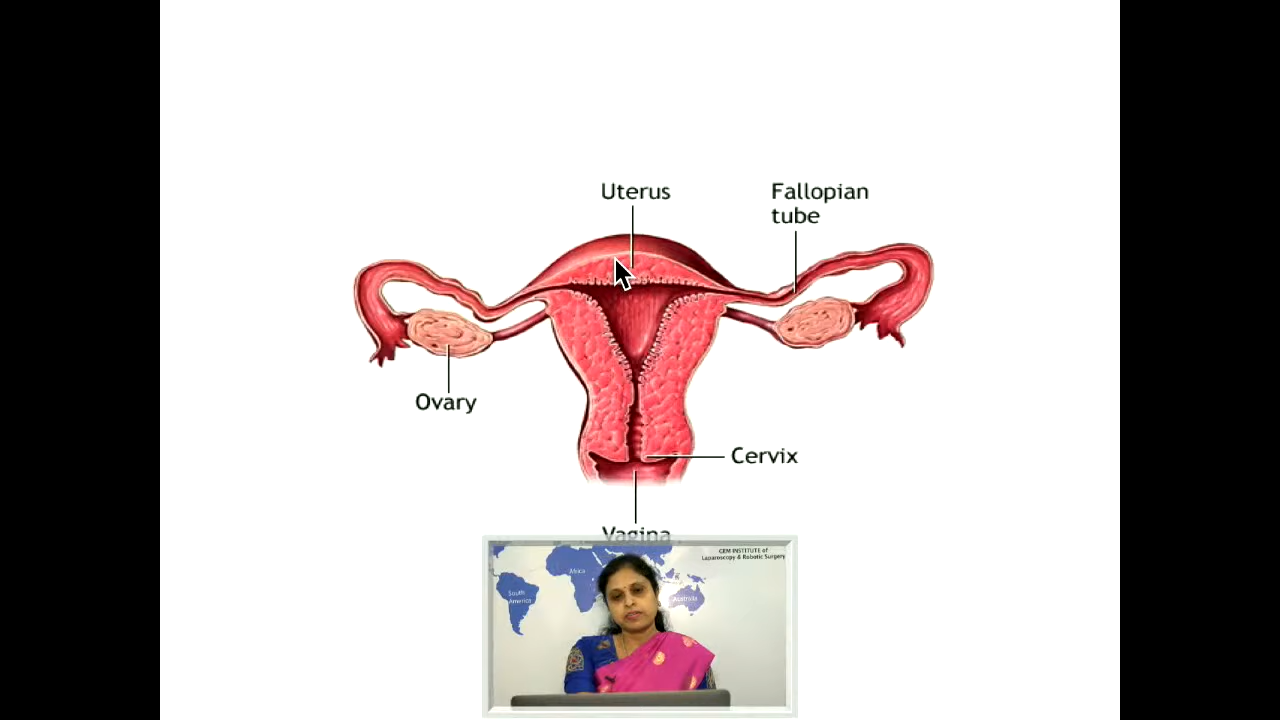 Uterus
Fallopian
tube
Ovary
Cervix
Vagina
GEM INSTITUTE of
Laparoscopy & Robotic Surgery
Africa
South
America
Australia